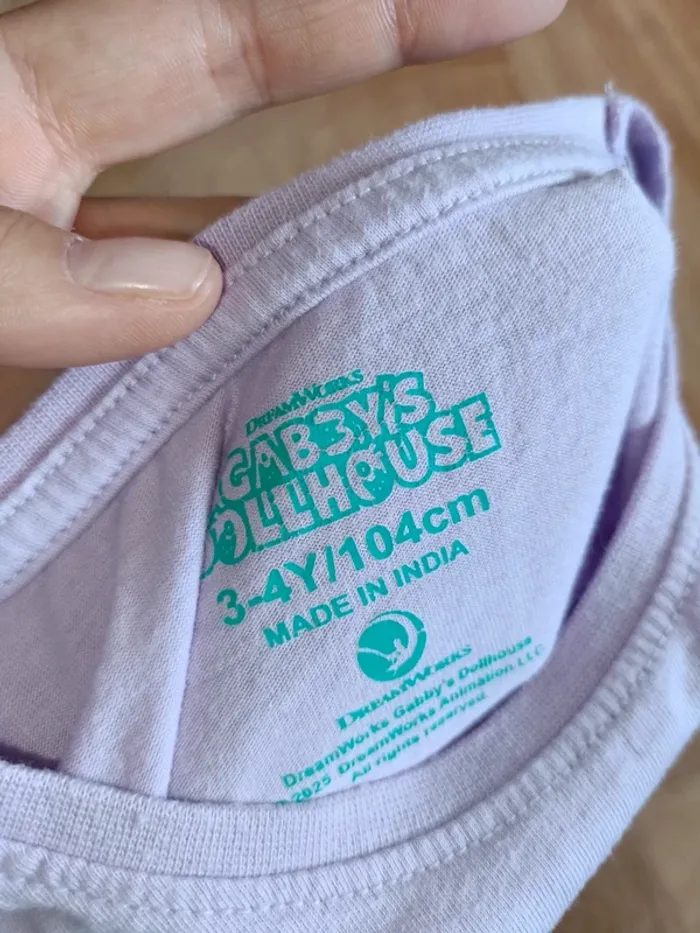 DREAMWORKS
GABBY'S
DOLLHOUSE
3-4Y/104cm
MADE IN INDIA
DREAMWORKS
DreamWorks Gabby's Dollhouse
© 2025 DreamWorks Animation, LLC
All rights reserved.